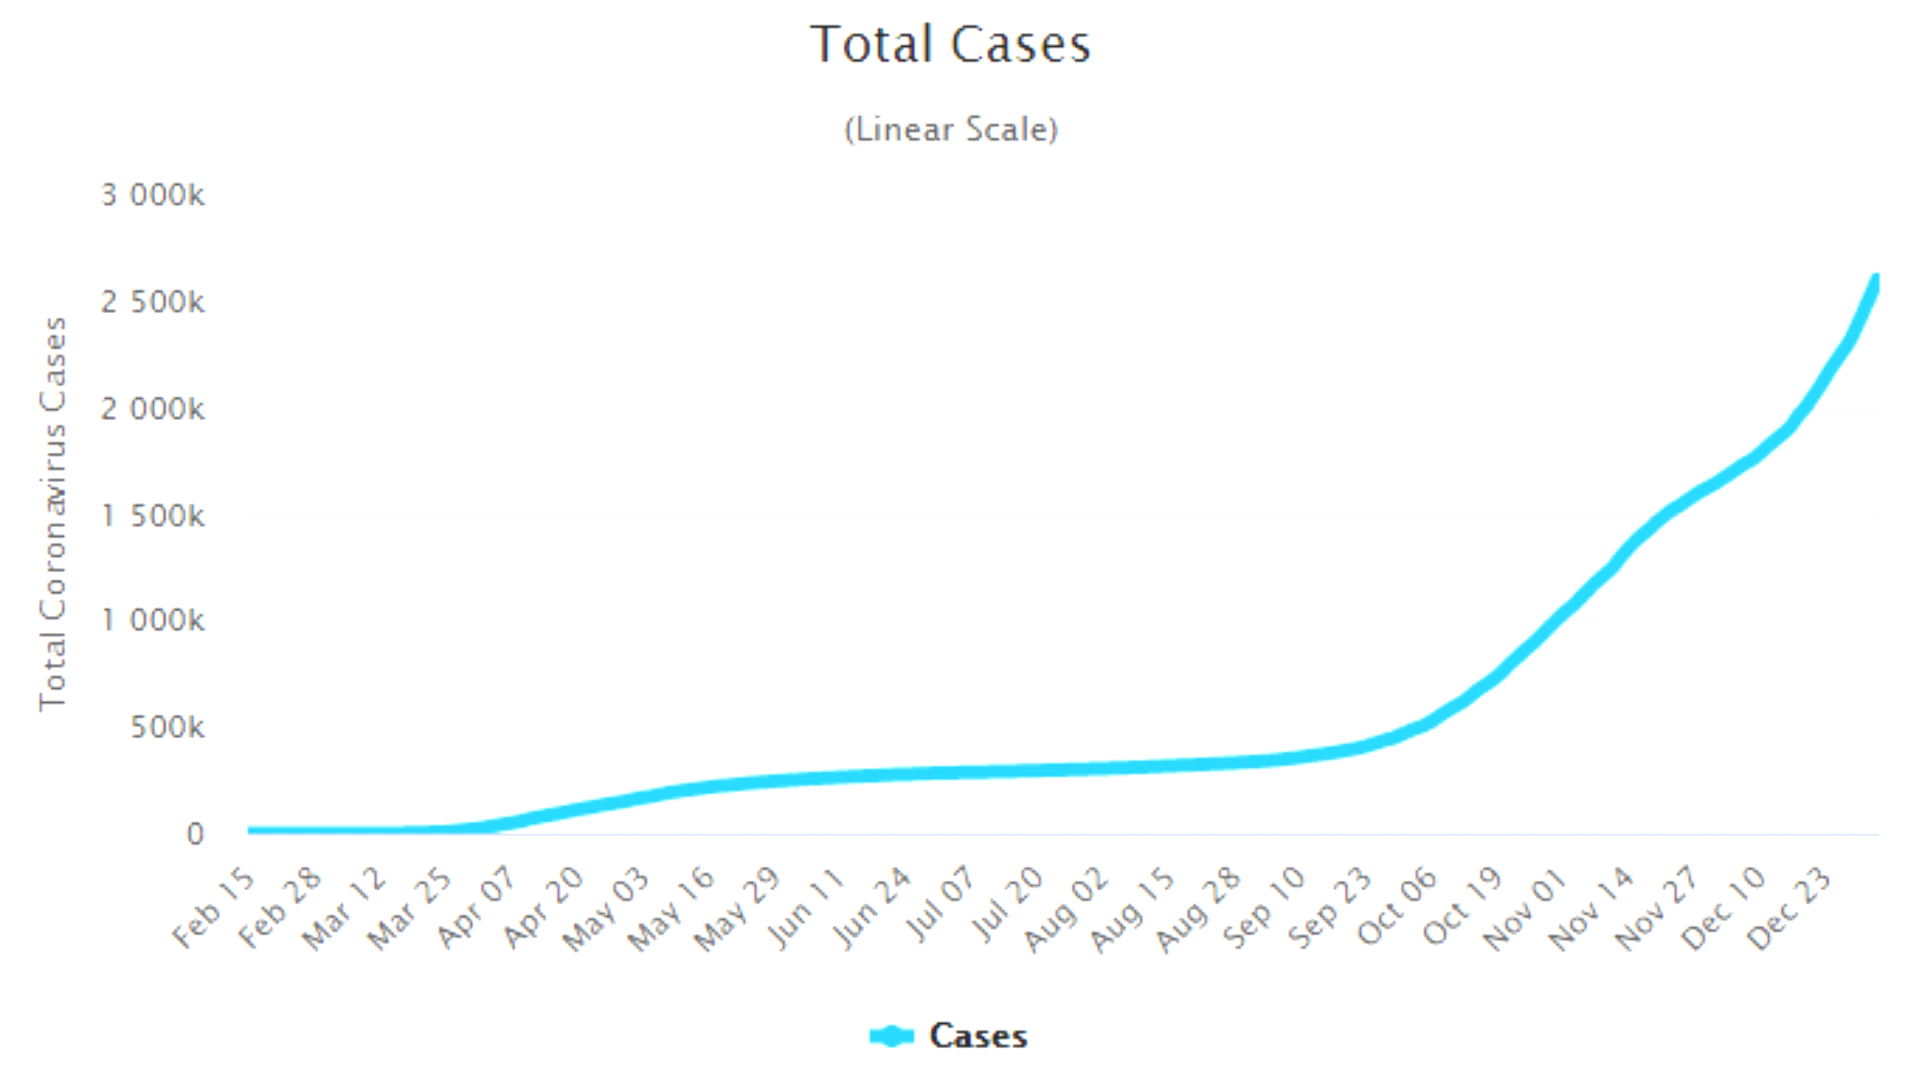 Total Cases
(Linear Scale)
Total Coronavirus Cases
3 000k
2 500k
2 000k
1 500k
1 000k
500k
0
Feb 15
Feb 28
Mar 12
Mar 25
Apr 07
Apr 20
May 03
May 16
May 29
Jun 11
Jun 24
Jul 07
Jul 20
Aug 02
Aug 15
Aug 28
Sep 10
Sep 23
Oct 06
Oct 19
Nov 01
Nov 14
Nov 27
Dec 10
Dec 23
Cases